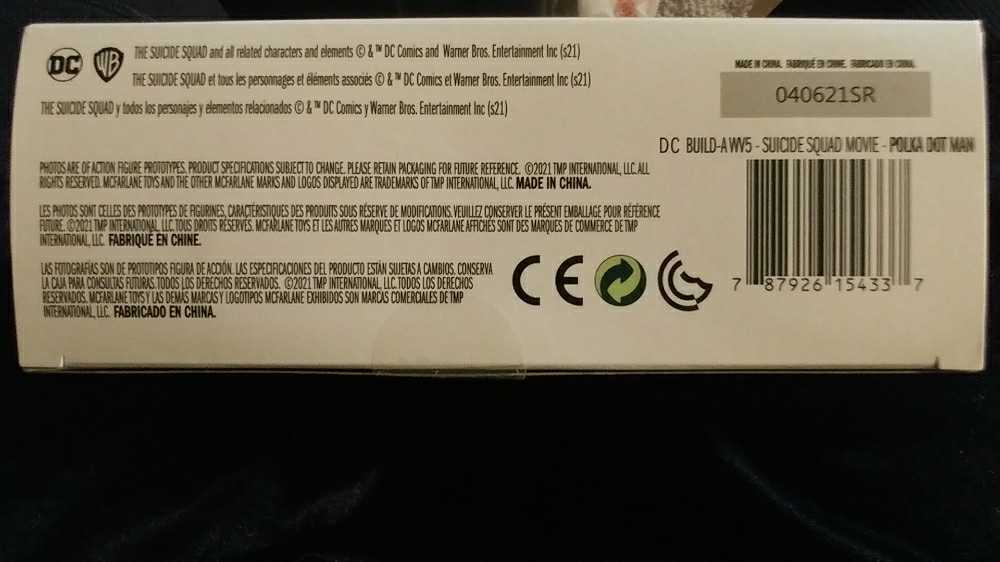 DC WB THE SUICIDE SQUAD and all related characters and elements © & ™ DC Comics and Warner Bros. Entertainment Inc (s21)
THE SUICIDE SQUAD et tous les personnages et éléments associés © & ™ DC Comics et Warner Bros. Entertainment Inc (s21)
THE SUICIDE SQUAD y todos los personajes y elementos relacionados © & ™ DC Comics y Warner Bros. Entertainment Inc (s21)
MADE IN CHINA. FABRIQUÉ EN CHINE. FABRICADO EN CHINA.
040621SR
DC BUILD-A WV5 - SUICIDE SQUAD MOVIE - POLKA DOT MAN
PHOTOS ARE OF ACTION FIGURE PROTOTYPES. PRODUCT SPECIFICATIONS SUBJECT TO CHANGE. PLEASE RETAIN PACKAGING FOR FUTURE REFERENCE. ©2021 TMP INTERNATIONAL, LLC. ALL
RIGHTS RESERVED. MCFARLANE TOYS AND THE OTHER MCFARLANE MARKS AND LOGOS DISPLAYED ARE TRADEMARKS OF TMP INTERNATIONAL, LLC. MADE IN CHINA.
LES PHOTOS SONT CELLES DES PROTOTYPES DE FIGURINES, CARACTÉRISTIQUES DES PRODUITS SOUS RÉSERVE DE MODIFICATIONS. VEUILLEZ CONSERVER LE PRÉSENT EMBALLAGE POUR RÉFÉRENCE
FUTURE. ©2021 TMP INTERNATIONAL, LLC. TOUS DROITS RÉSERVÉS. MCFARLANE TOYS ET LES AUTRES MARQUES ET LOGOS MCFARLANE AFFICHÉS SONT DES MARQUES DE COMMERCE DE TMP
INTERNATIONAL, LLC. FABRIQUÉ EN CHINE.
LAS FOTOGRAFÍAS SON DE PROTOTIPOS FIGURA DE ACCIÓN. LAS ESPECIFICACIONES DEL PRODUCTO ESTÁN SUJETAS A CAMBIOS. CONSERVA
LA CAJA PARA CONSULTAS FUTURAS. TODOS LOS DERECHOS RESERVADOS. ©2021 TMP INTERNATIONAL, LLC TODOS LOS DERECHOS
RESERVADOS. MCFARLANE TOYS Y LAS DEMÁS MARCAS Y LOGOTIPOS MCFARLANE EXHIBIDOS SON MARCAS COMERCIALES DE TMP
INTERNATIONAL, LLC. FABRICADO EN CHINA.
CE
7 87926 15433 7